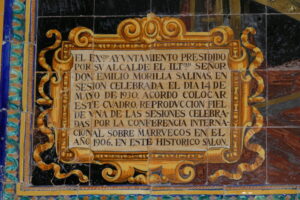 EL EXMO AYUNTAMIENTO PRESIDIDO
POR SU ALCALDE EL ILTMO SEÑOR
DON EMILIO MORILLA SALINAS, EN
SESION CELEBRADA EL DIA 14 DE
MAYO DE 1930, ACORDO COLOCAR
ESTE CUADRO, REPRODUCCION FIEL
DE VNA DE LAS SESIONES CELEBRA-
DAS POR LA CONFERENCIA INTERNA-
CIONAL SOBRE MARRVECOS EN EL
AÑO 1906, EN ESTE HISTORICO SALON.